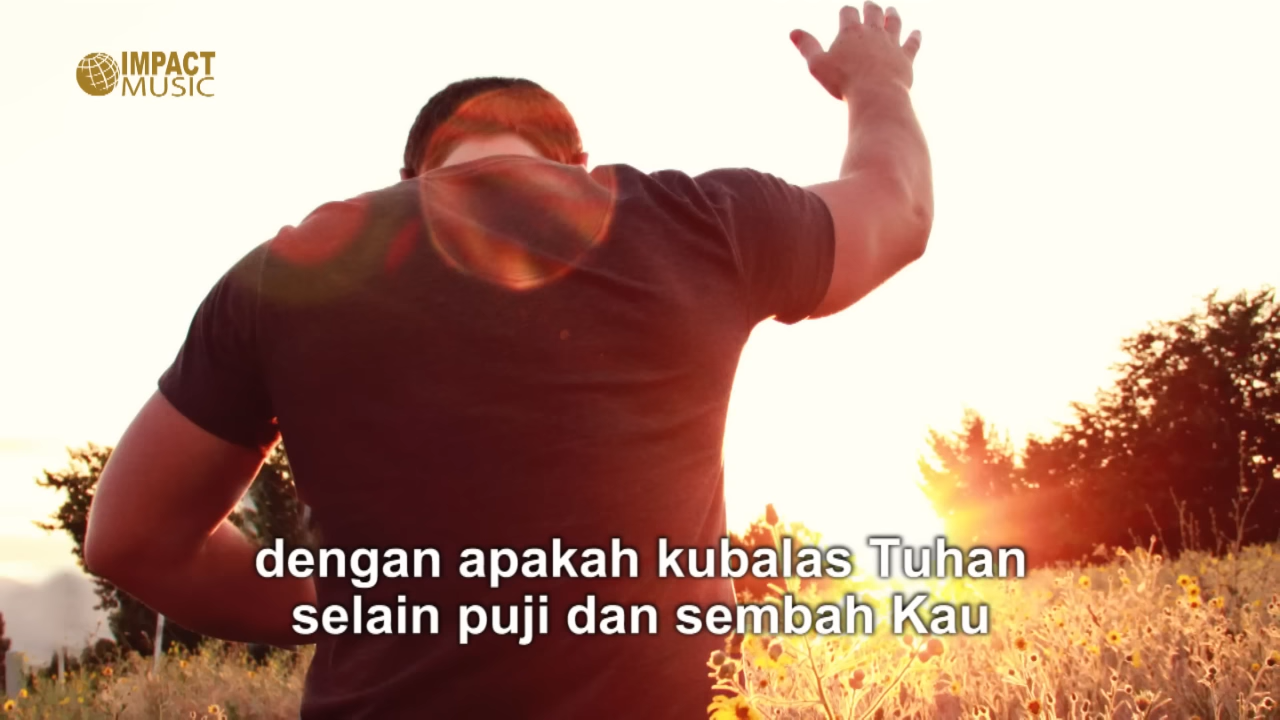 IMPACT
MUSIC
dengan apakah kubalas Tuhan
selain puji dan sembah Kau